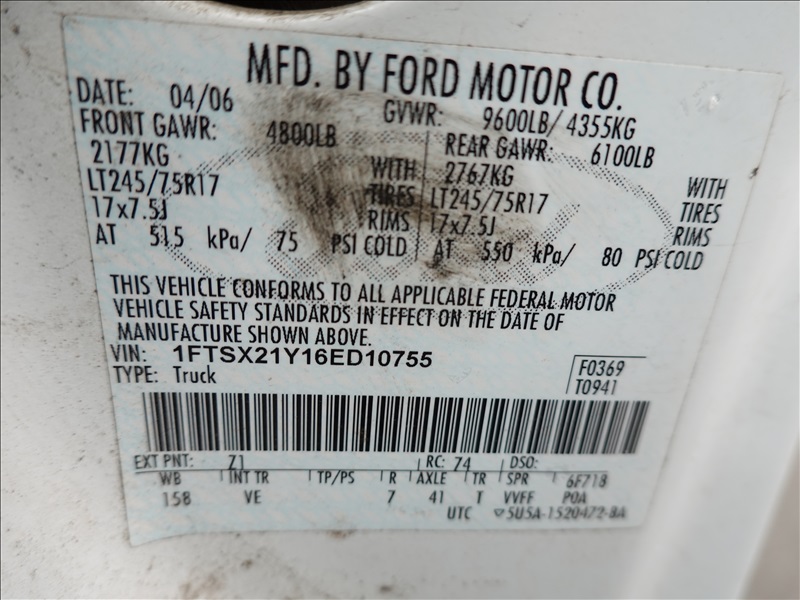 MFD. BY FORD MOTOR CO.
DATE: 04/06 GVWR: 9600LB/ 4355KG
FRONT GAWR: 4800LB REAR GAWR: 6100LB
2177KG WITH 2767KG WITH
LT245/75R17 TIRES LT245/75R17 TIRES
17x7.5J RIMS 17x7.5J RIMS
AT 515 kPa/ 75 PSI COLD AT 550 kPa/ 80 PSI COLD
THIS VEHICLE CONFORMS TO ALL APPLICABLE FEDERAL MOTOR
VEHICLE SAFETY STANDARDS IN EFFECT ON THE DATE OF
MANUFACTURE SHOWN ABOVE.
VIN: 1FTSX21Y16ED10755 F0369
TYPE: Truck T0941
EXT PNT: Z1 RC: 74 DSO:
WB INT TR TP/PS R AXLE TR SPR 6F718
158 VE 7 41 T VVFF POA
UTC ▽5U5A-1520472-BA